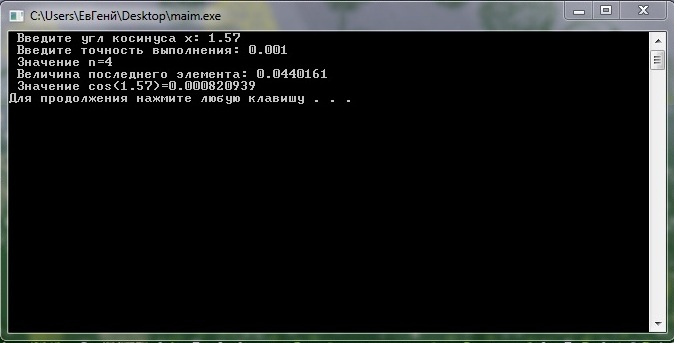 C:\Users\ЕвГений\Desktop\maim.exe
Введите угл косинуса x: 1.57
Введите точность выполнения: 0.001
Значение n=4
Величина последнего элемента: 0.0440161
Значение cos(1.57)=0.000820939
Для продолжения нажмите любую клавишу . . .